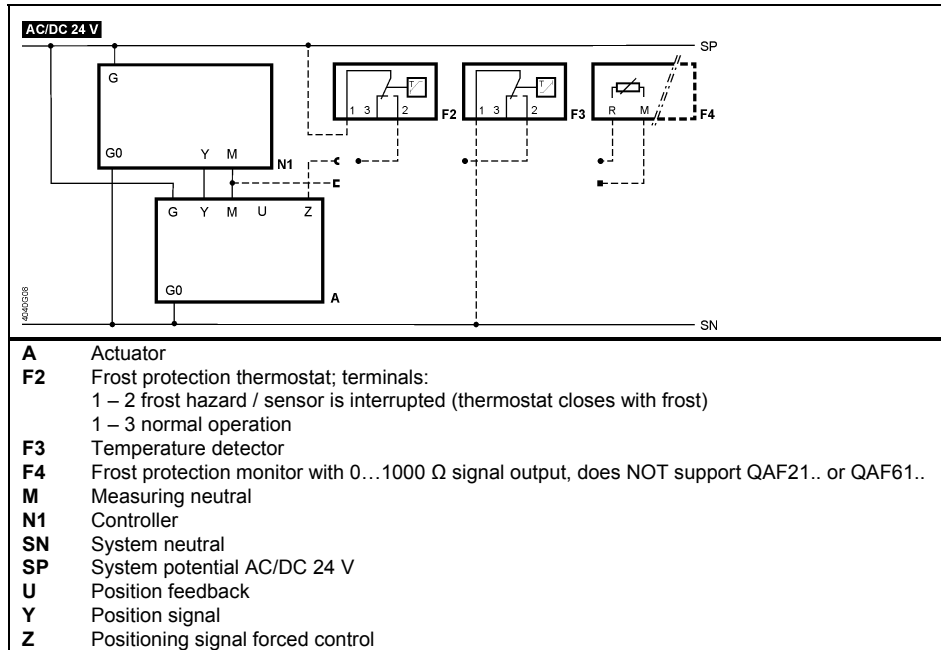 AC/DC 24 V
SP
G
T
T
1 3 2
F2
1 3 2
F3
R M
F4
G0 Y M
N1
G Y M U Z
G0
A
4040G08
SN
A Actuator
F2 Frost protection thermostat; terminals:
1 – 2 frost hazard / sensor is interrupted (thermostat closes with frost)
1 – 3 normal operation
F3 Temperature detector
F4 Frost protection monitor with 0…1000 Ω signal output, does NOT support QAF21.. or QAF61..
M Measuring neutral
N1 Controller
SN System neutral
SP System potential AC/DC 24 V
U Position feedback
Y Position signal
Z Positioning signal forced control